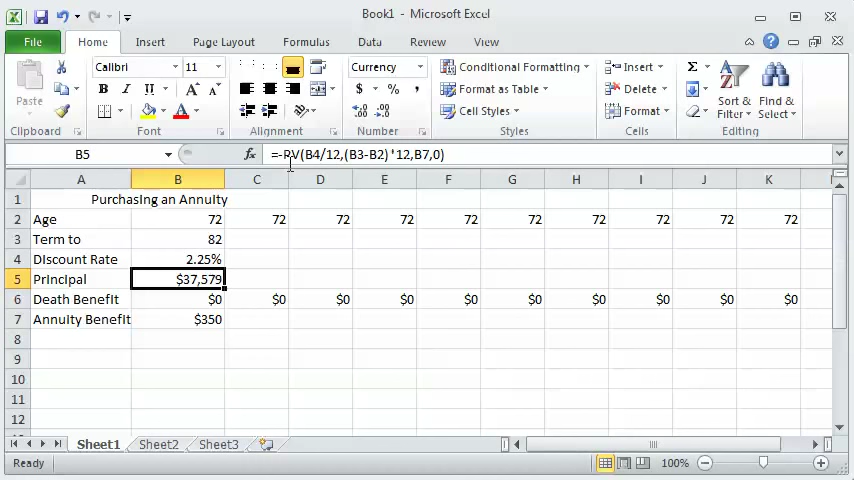 Book1 - Microsoft Excel
File Home Insert Page Layout Formulas Data Review View
Calibri 11 Currency Conditional Formatting Insert Σ
Paste B I U A A $ % , Format as Table Delete Sort & Find &
A Cell Styles Format Filter Select
Clipboard Font Alignment Number Styles Cells Editing
B5 fx =-PV(B4/12,(B3-B2)*12,B7,0)
A B C D E F G H I J K
1 Purchasing an Annuity
2 Age 72 72 72 72 72 72 72 72 72 72
3 Term to 82
4 Discount Rate 2.25%
5 Principal $37,579
6 Death Benefit $0 $0 $0 $0 $0 $0 $0 $0 $0 $0
7 Annuity Benefit $350
8
9
10
11
12
Sheet1 Sheet2 Sheet3
Ready 100%